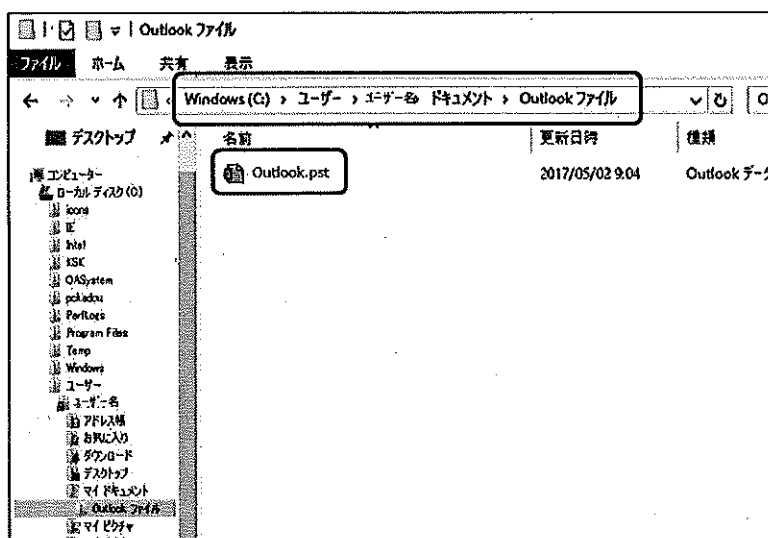 Outlook ファイル
ファイル ホーム 共有 表示
Windows (C:) › ユーザー › ユーザー名 ドキュメント › Outlook ファイル
デスクトップ
名前 更新日時 種類
Outlook.pst 2017/05/02 9:04 Outlook データ
コンピューター
ローカル ディスク (C)
icons
IE
Intel
KSK
QASystem
PerfLogs
Program Files
Temp
Windows
ユーザー
ユーザー名
アドレス帳
お気に入り
ダウンロード
デスクトップ
マイ ドキュメント
Outlook ファイル
マイ ピクチャ